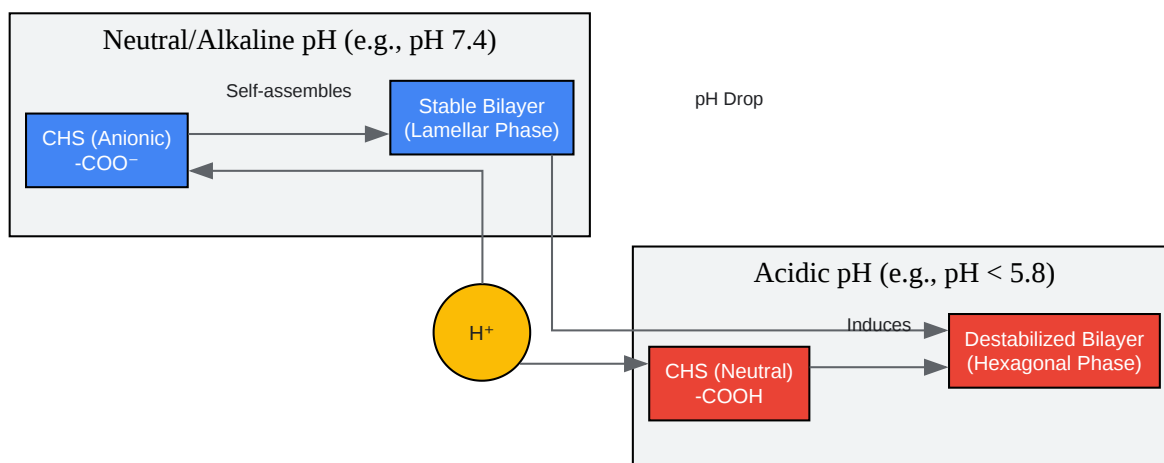 Neutral/Alkaline pH (e.g., pH 7.4)
Self-assembles
CHS (Anionic)
-COO⁻
Stable Bilayer
(Lamellar Phase)
pH Drop
H⁺
Acidic pH (e.g., pH < 5.8)
Induces
CHS (Neutral)
-COOH
Destabilized Bilayer
(Hexagonal Phase)